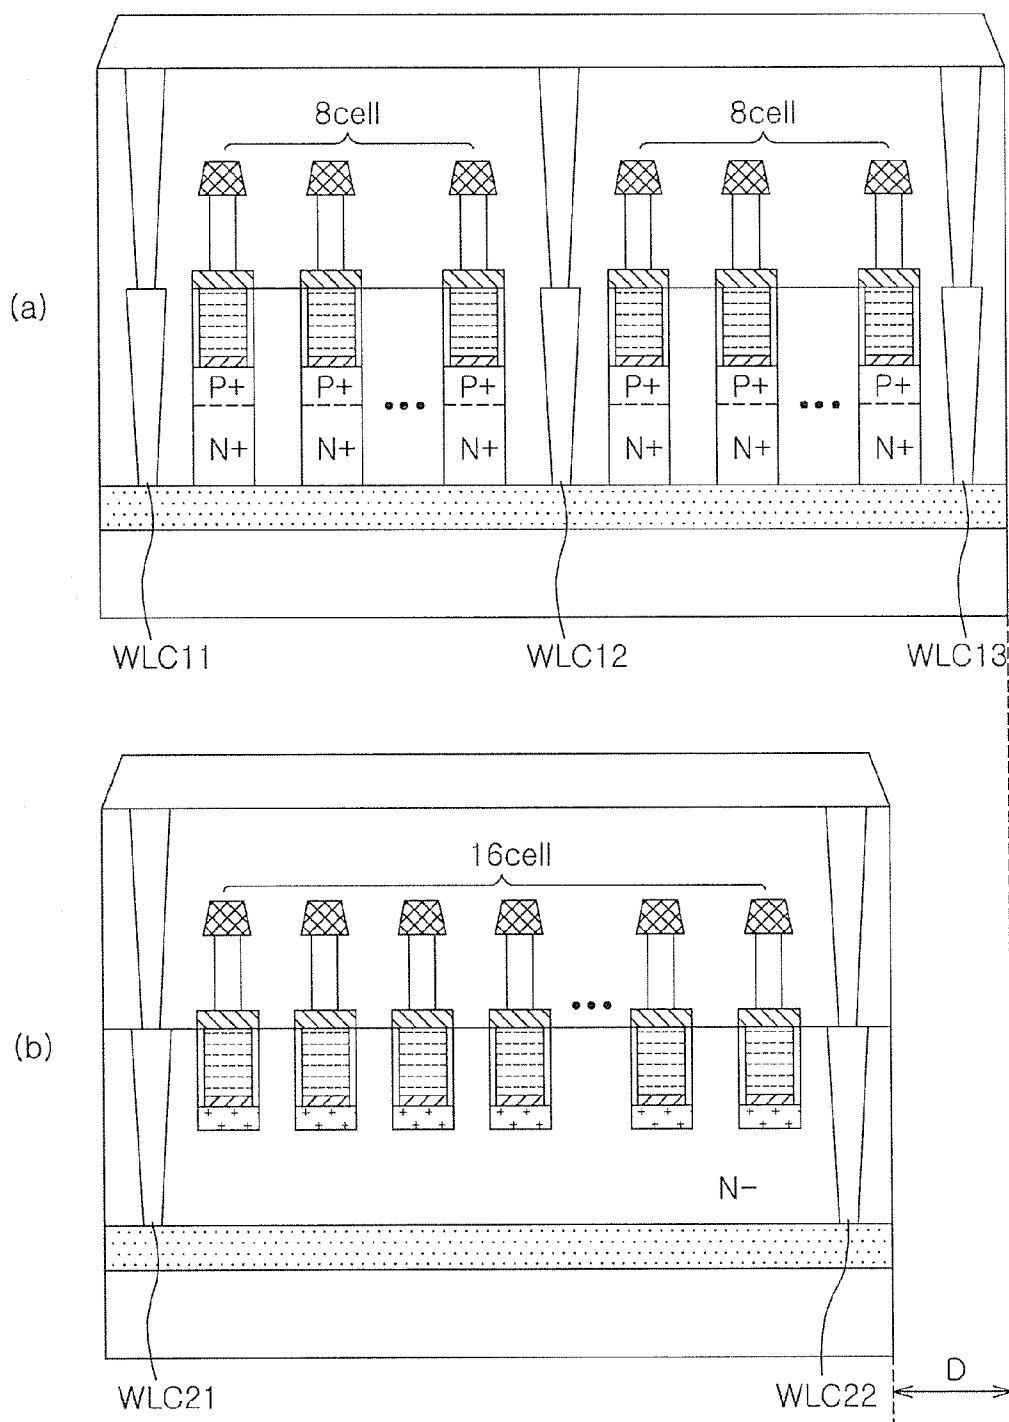 8cell 8cell
(a)
P+ P+ P+ P+ P+ P+
N+ N+ N+ N+ N+ N+
WLC11 WLC12 WLC13
16cell
(b)
N-
WLC21 WLC22
D